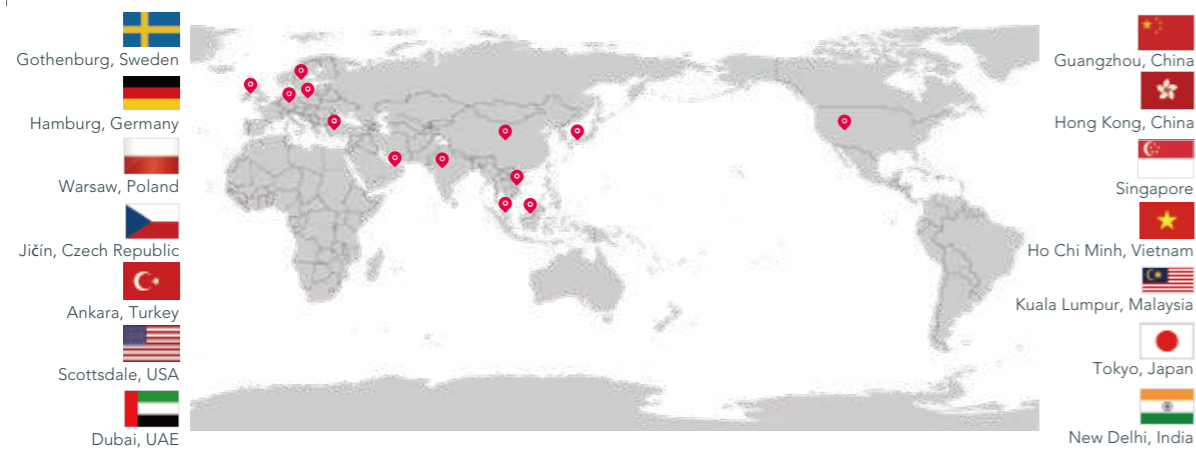 Gothenburg, Sweden
Hamburg, Germany
Warsaw, Poland
Jičín, Czech Republic
Ankara, Turkey
Scottsdale, USA
Dubai, UAE
Guangzhou, China
Hong Kong, China
Singapore
Ho Chi Minh, Vietnam
Kuala Lumpur, Malaysia
Tokyo, Japan
New Delhi, India